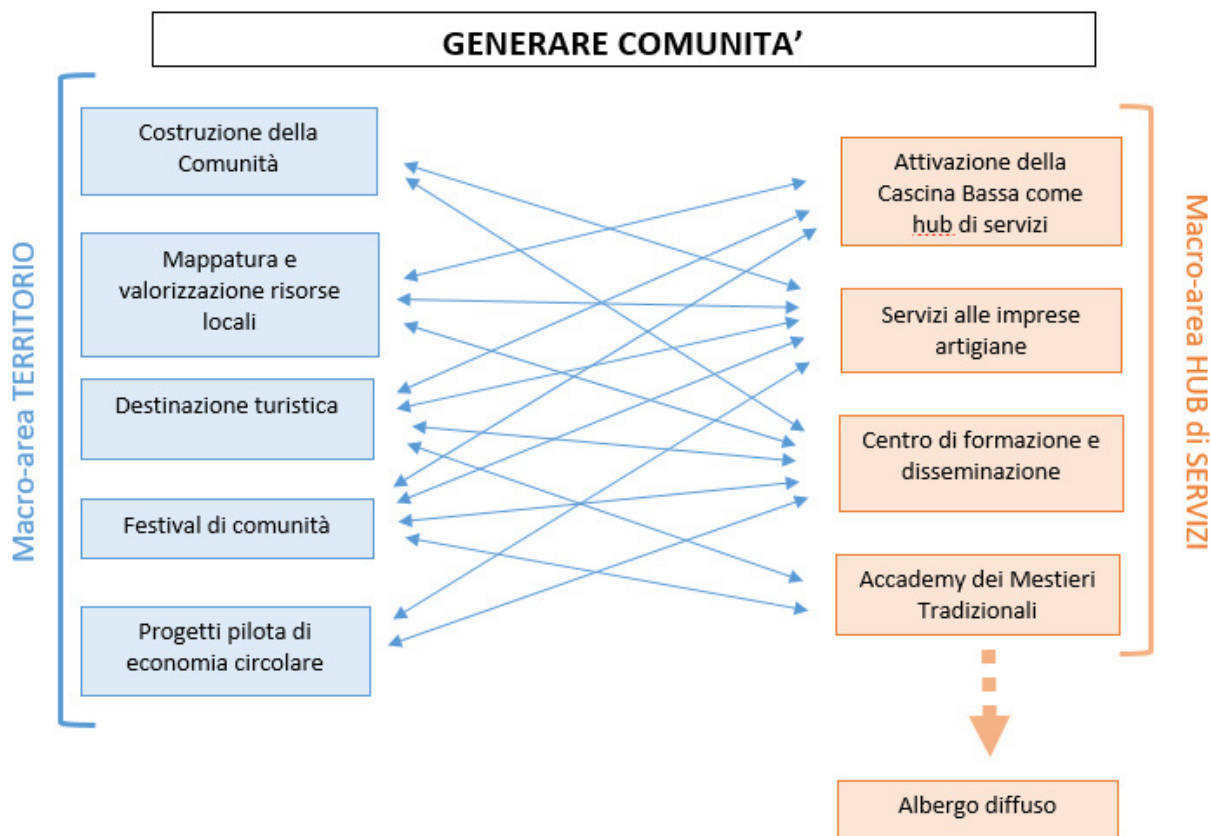 GENERARE COMUNITA’
Macro-area TERRITORIO
Costruzione della
Comunità
Mappatura e
valorizzazione risorse
locali
Destinazione turistica
Festival di comunità
Progetti pilota di
economia circolare
Attivazione della
Cascina Bassa come
hub di servizi
Servizi alle imprese
artigiane
Centro di formazione e
disseminazione
Accademy dei Mestieri
Tradizionali
Macro-area HUB di SERVIZI
Albergo diffuso